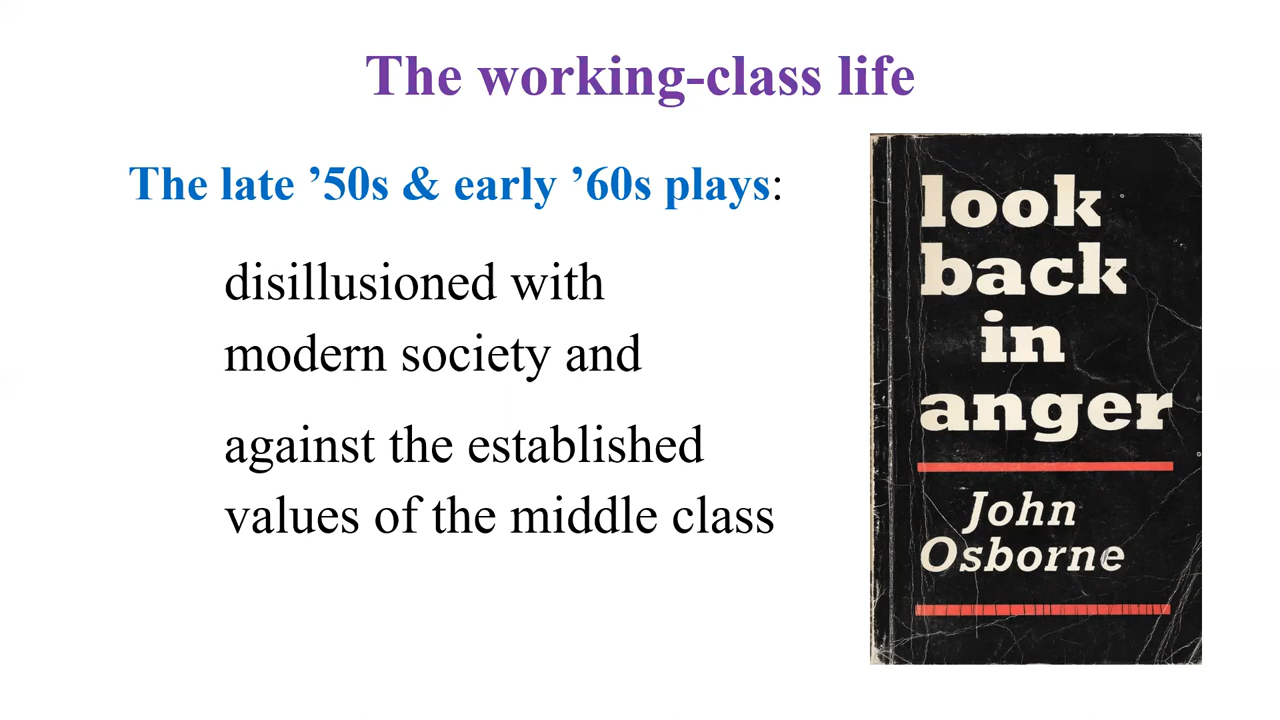 The working-class life
The late ’50s & early ’60s plays:
disillusioned with
modern society and
against the established
values of the middle class
look
back
in
anger
John
Osborne